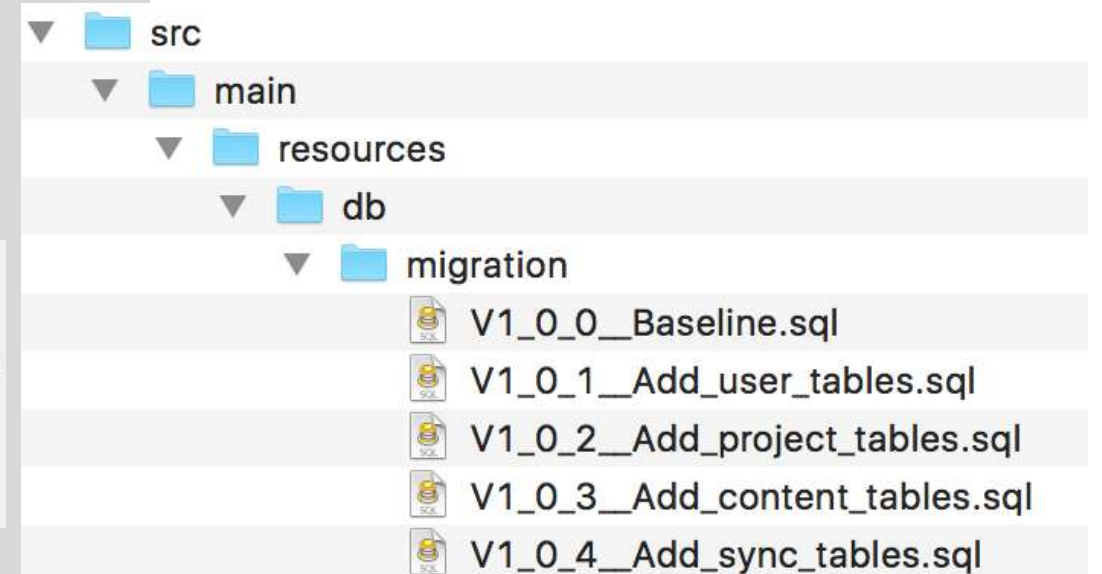 src
main
resources
db
migration
V1_0_0__Baseline.sql
V1_0_1__Add_user_tables.sql
V1_0_2__Add_project_tables.sql
V1_0_3__Add_content_tables.sql
V1_0_4__Add_sync_tables.sql